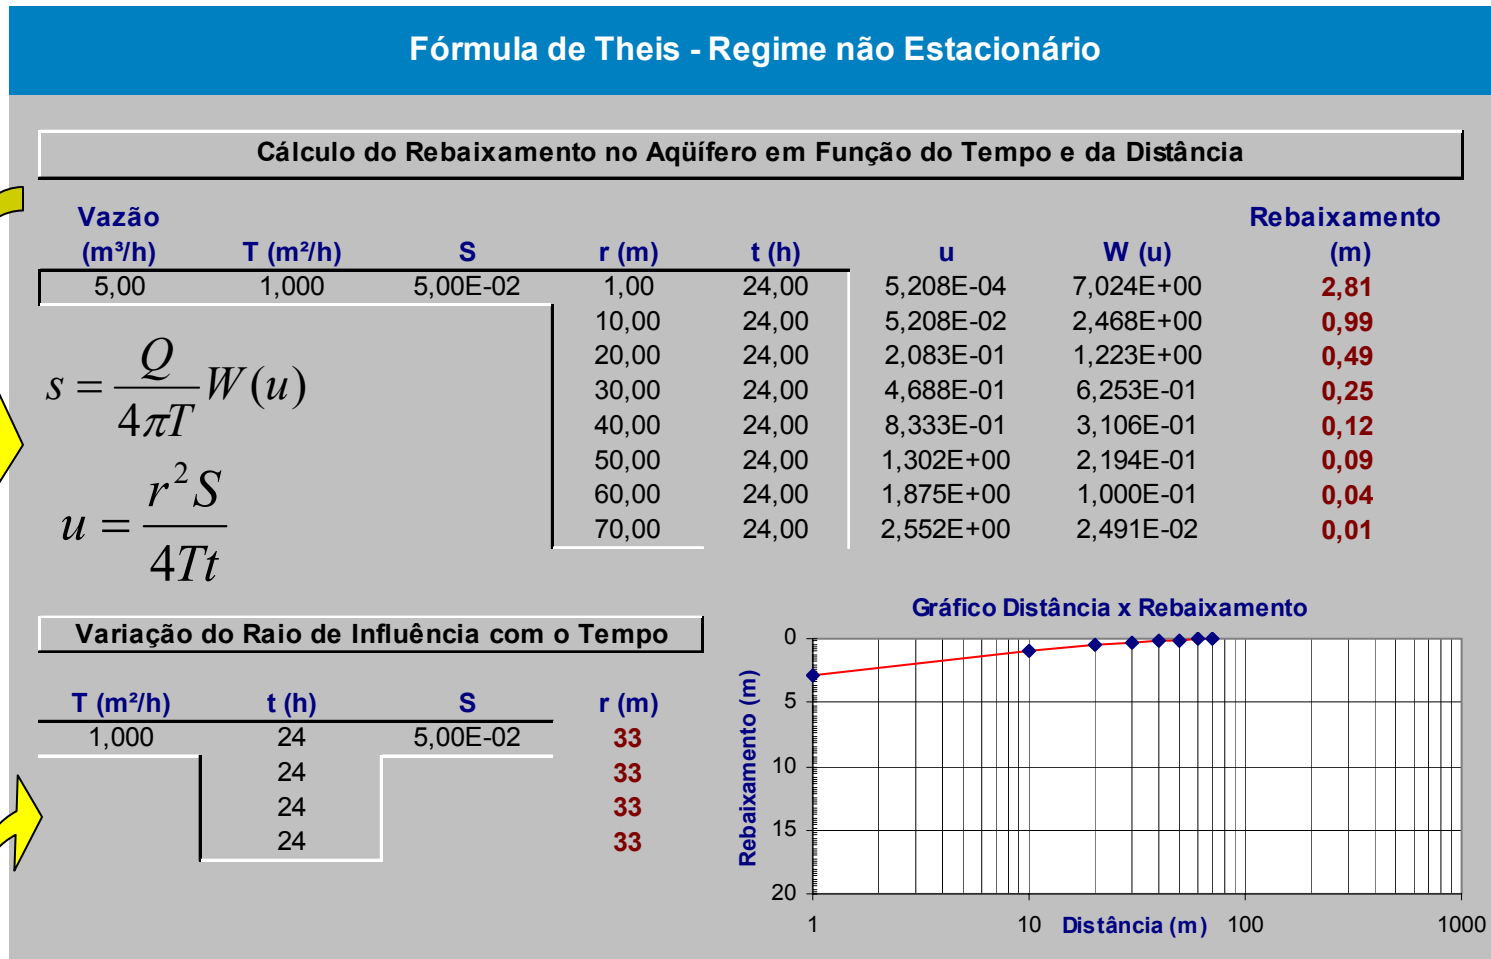 Fórmula de Theis - Regime não Estacionário
Cálculo do Rebaixamento no Aqüífero em Função do Tempo e da Distância
Vazão (m³/h) T (m²/h) S r (m) t (h) u W (u) Rebaixamento (m)
5,00 1,000 5,00E-02 1,00 24,00 5,208E-04 7,024E+00 2,81
10,00 24,00 5,208E-02 2,468E+00 0,99
20,00 24,00 2,083E-01 1,223E+00 0,49
30,00 24,00 4,688E-01 6,253E-01 0,25
40,00 24,00 8,333E-01 3,106E-01 0,12
50,00 24,00 1,302E+00 2,194E-01 0,09
60,00 24,00 1,875E+00 1,000E-01 0,04
70,00 24,00 2,552E+00 2,491E-02 0,01
s = Q/4πT W(u)
u = r²S/4Tt
Variação do Raio de Influência com o Tempo
T (m²/h) t (h) S r (m)
1,000 24 5,00E-02 33
24 33
24 33
24 33
Gráfico Distância x Rebaixamento
Rebaixamento (m)
0
5
10
15
20
1 10 100 1000
Distância (m)